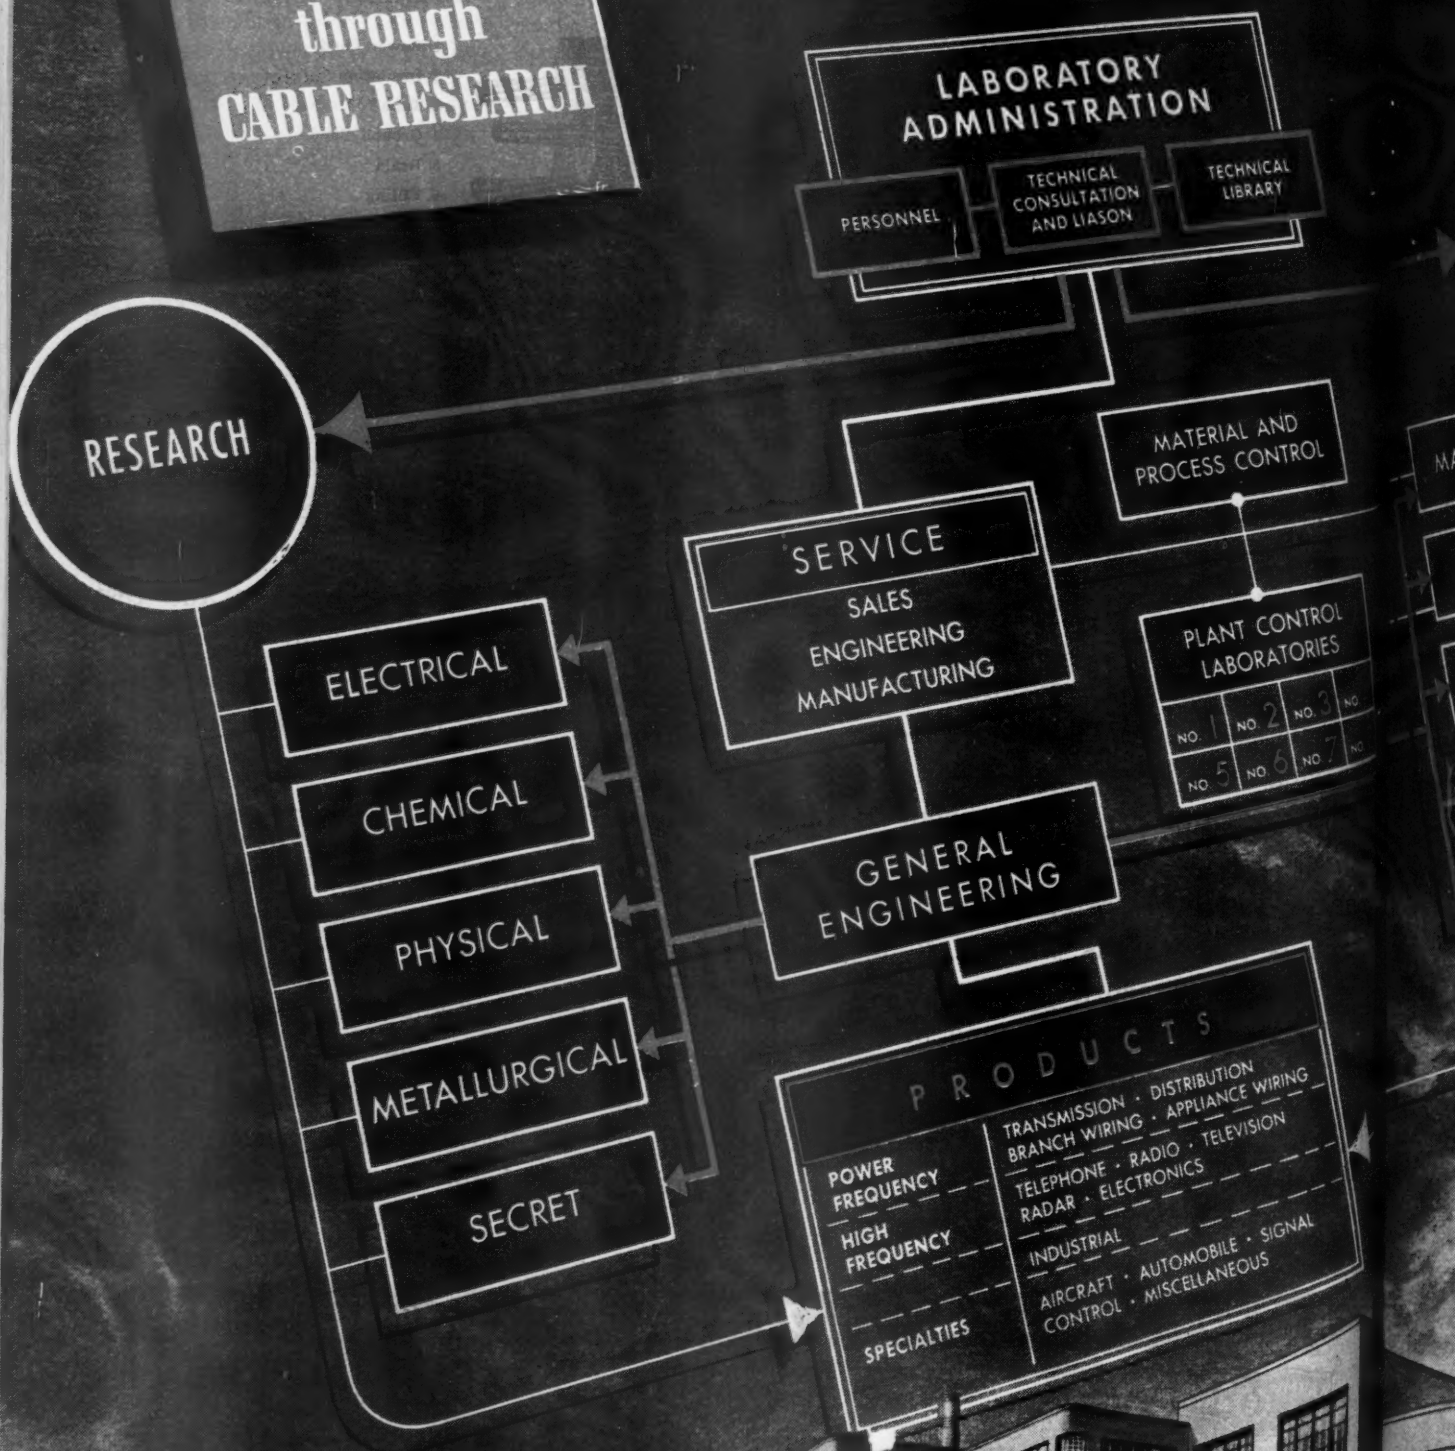 through
CABLE RESEARCH
LABORATORY
ADMINISTRATION
PERSONNEL
TECHNICAL
CONSULTATION
AND LIASON
TECHNICAL
LIBRARY
RESEARCH
MATERIAL AND
PROCESS CONTROL
SERVICE
SALES
ENGINEERING
MANUFACTURING
PLANT CONTROL
LABORATORIES
NO. 1 NO. 2 NO. 3 NO
NO. 5 NO. 6 NO. 7 NO
ELECTRICAL
CHEMICAL
PHYSICAL
METALLURGICAL
SECRET
GENERAL
ENGINEERING
PRODUCTS
POWER
FREQUENCY
TRANSMISSION · DISTRIBUTION
BRANCH WIRING · APPLIANCE WIRING
HIGH
FREQUENCY
TELEPHONE · RADIO · TELEVISION
RADAR · ELECTRONICS
INDUSTRIAL
SPECIALTIES
AIRCRAFT · AUTOMOBILE · SIGNAL
CONTROL · MISCELLANEOUS
MA